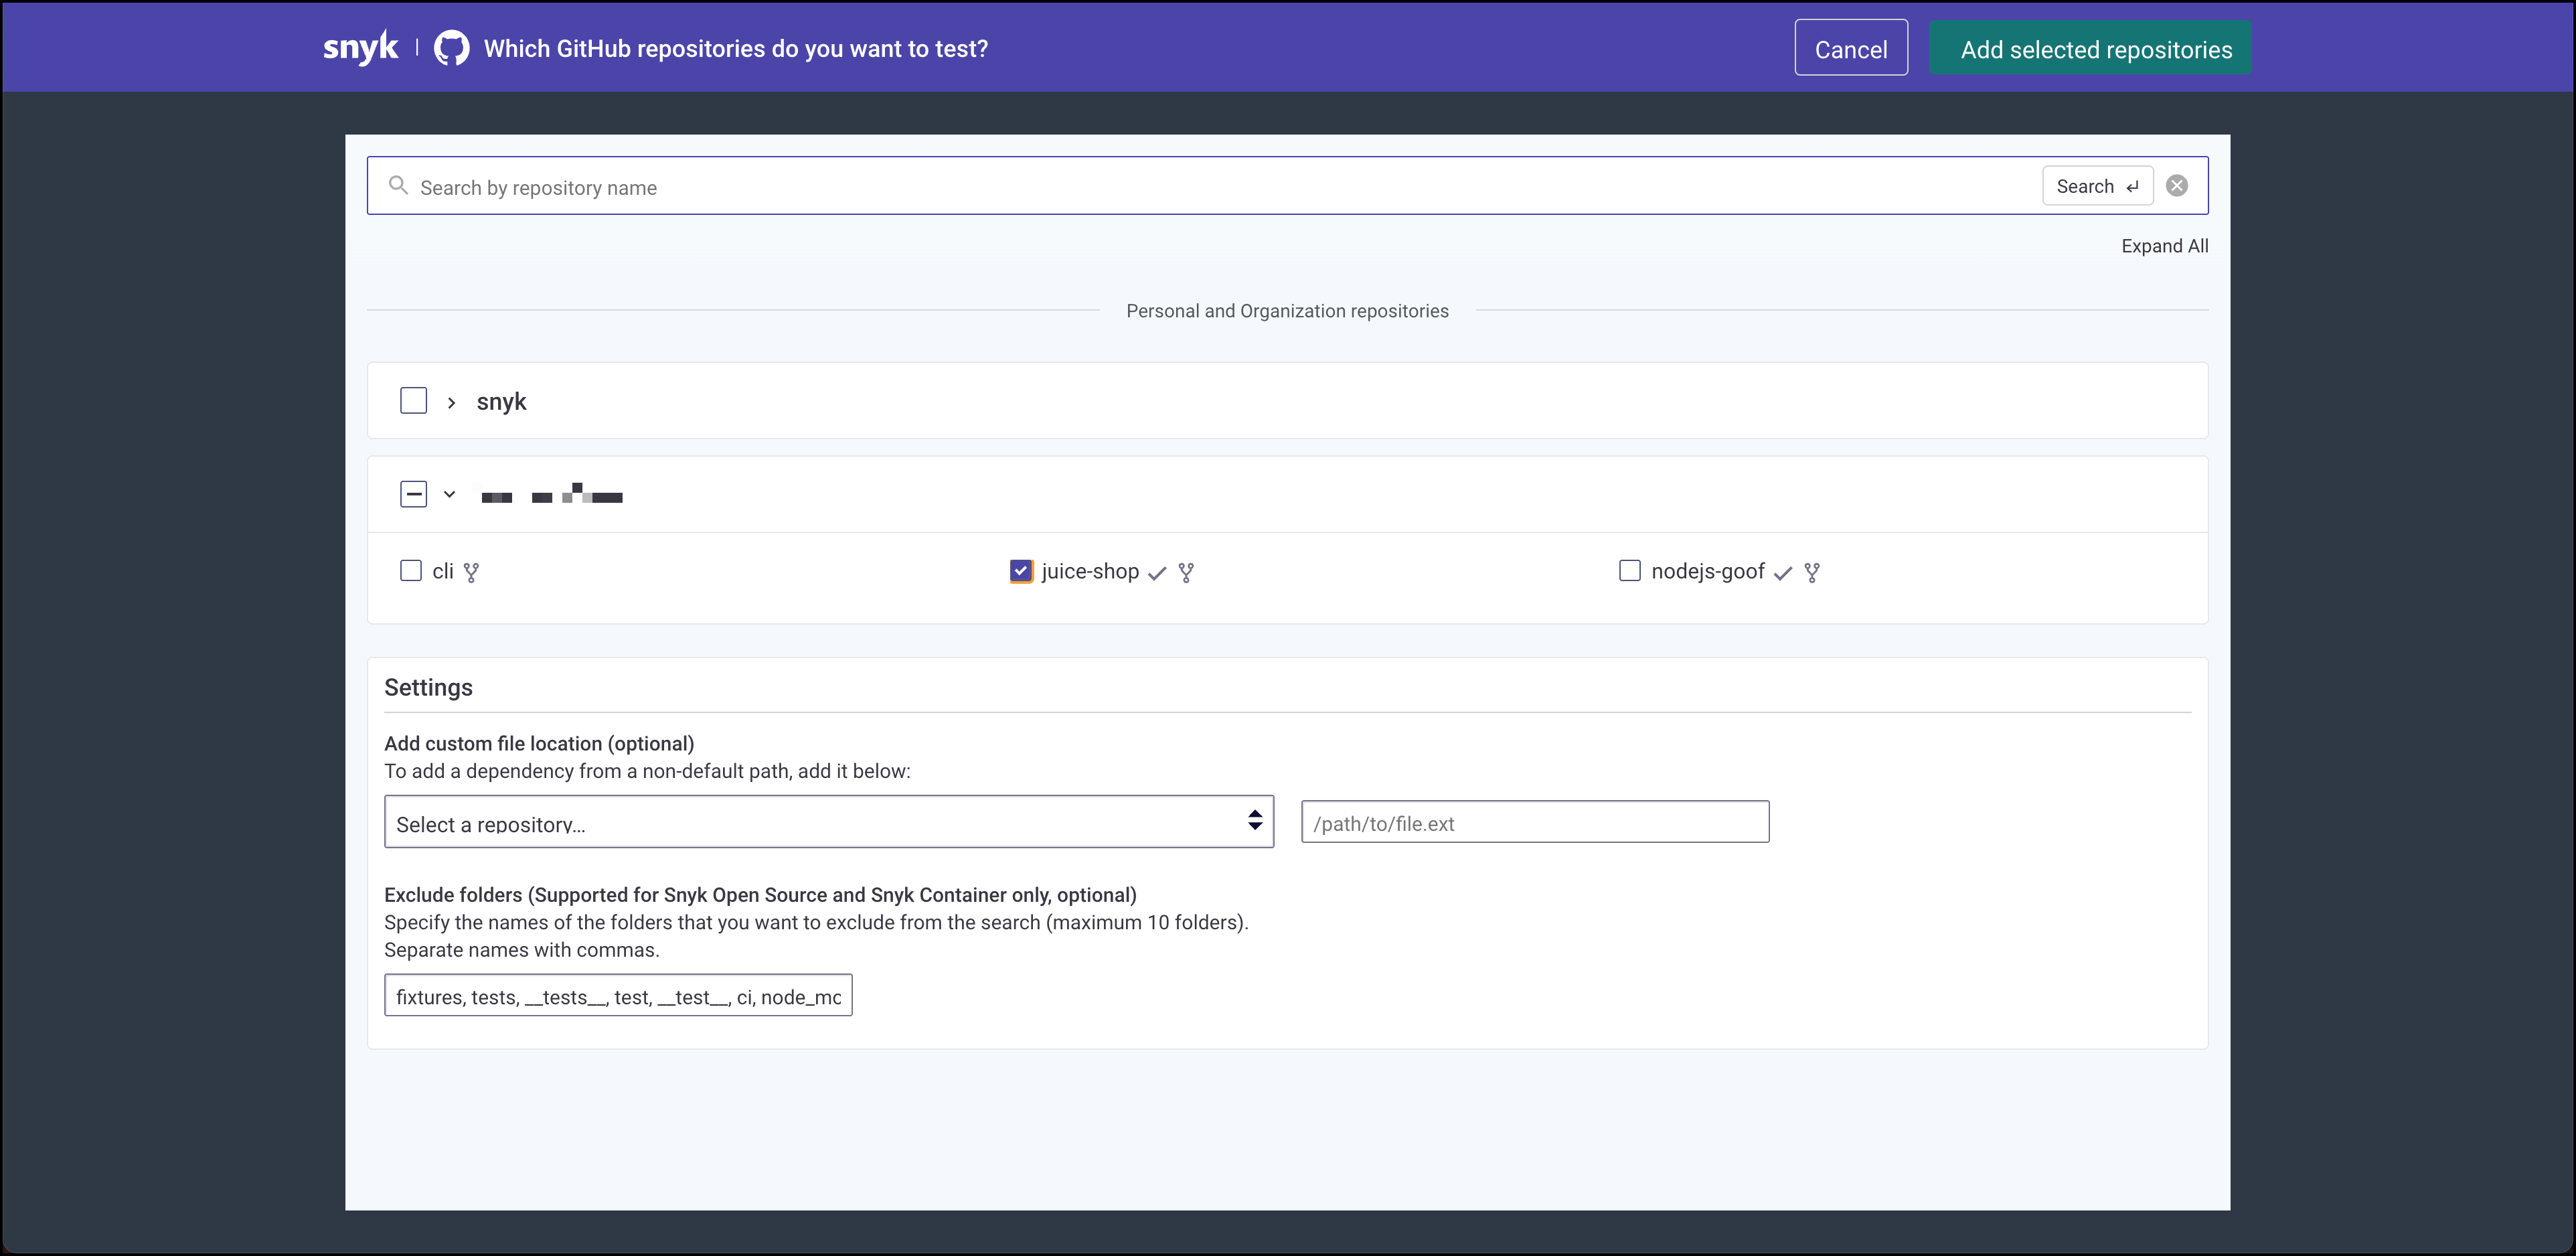 snyk | Which GitHub repositories do you want to test? Cancel Add selected repositories
Search by repository name Search
Expand All
Personal and Organization repositories
snyk
cli juice-shop nodejs-goof
Settings
Add custom file location (optional)
To add a dependency from a non-default path, add it below:
Select a repository... /path/to/file.ext
Exclude folders (Supported for Snyk Open Source and Snyk Container only, optional)
Specify the names of the folders that you want to exclude from the search (maximum 10 folders).
Separate names with commas.
fixtures, tests, __tests__, test, __test__, ci,